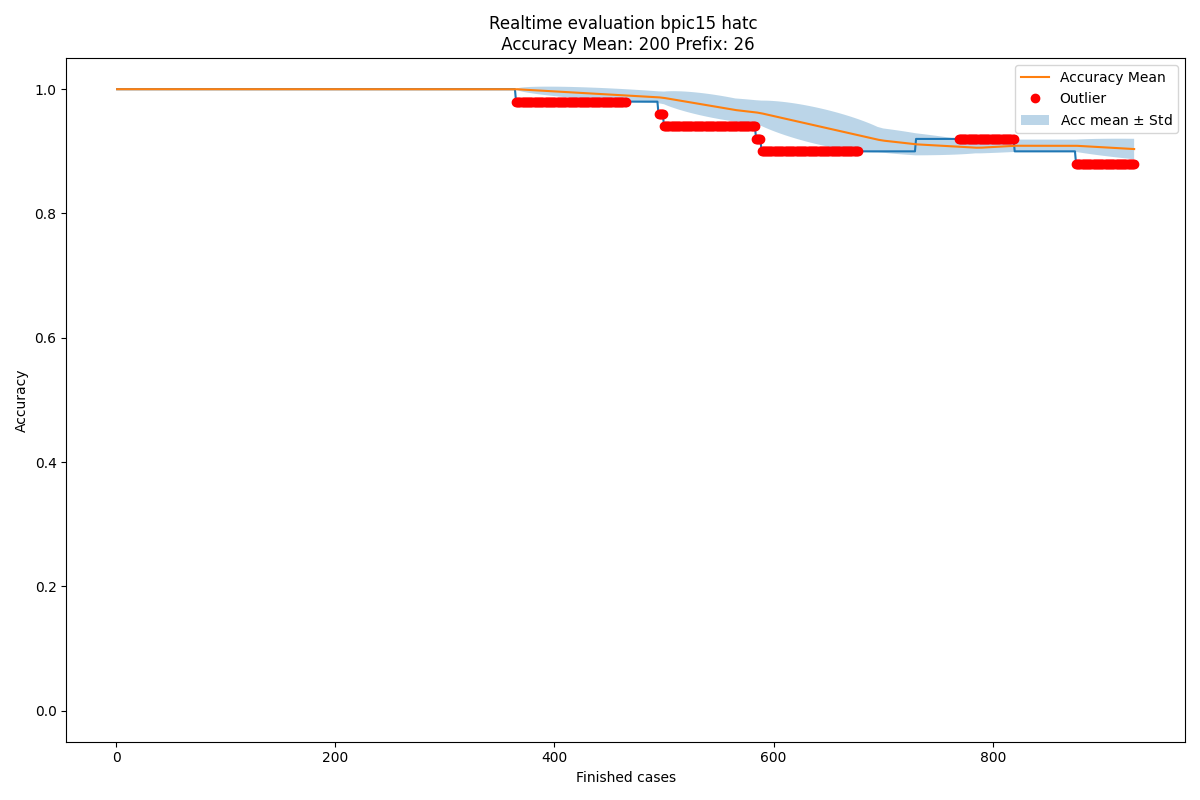 Realtime evaluation bpic15 hatc
Accuracy Mean: 200 Prefix: 26
Accuracy Mean
Outlier
Acc mean ± Std
1.0
0.8
0.6
0.4
0.2
0.0
Accuracy
0 200 400 600 800
Finished cases